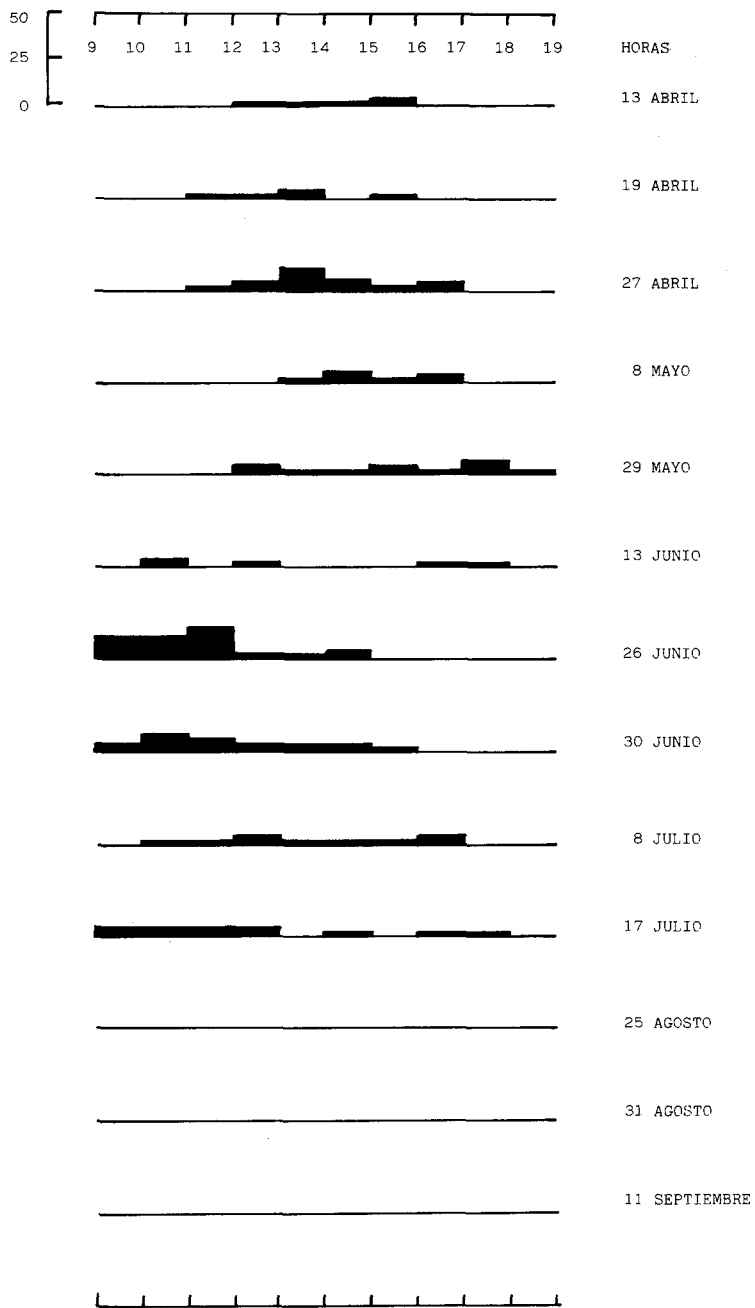 50
25
0
9 10 11 12 13 14 15 16 17 18 19 HORAS
13 ABRIL
19 ABRIL
27 ABRIL
8 MAYO
29 MAYO
13 JUNIO
26 JUNIO
30 JUNIO
8 JULIO
17 JULIO
25 AGOSTO
31 AGOSTO
11 SEPTIEMBRE